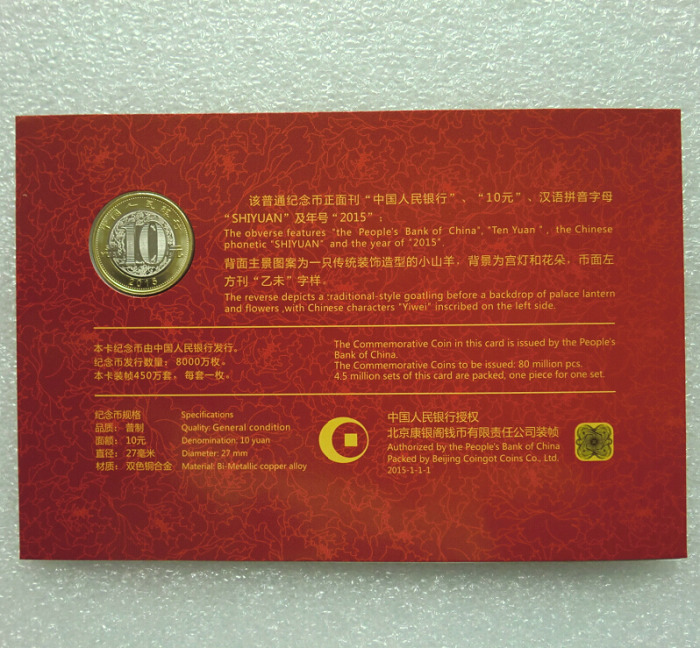 中国人民银行
10
2015
该普通纪念币正面刊“中国人民银行”、“10元”、汉语拼音字母
“SHIYUAN”及年号“2015”；
The obverse features "the People's Bank of China", "Ten Yuan", the Chinese
phonetic "SHIYUAN" and the year of "2015".
背面主景图案为一只传统装饰造型的小山羊，背景为宫灯和花朵，币面左
方刊“乙未”字样。
The reverse depicts a traditional-style goatling before a backdrop of palace lantern
and flowers ,with Chinese characters "Yiwei" inscribed on the left side.
本卡纪念币由中国人民银行发行。
纪念币发行数量：8000万枚。
本卡装帧450万套，每套一枚。
The Commemorative Coin in this card is issued by the People's
Bank of China.
The Commemorative Coins to be issued: 80 million pcs.
4.5 million sets of this card are packed, one piece for one set.
纪念币规格 Specifications
品质：普制 Quality: General condition
面额：10元 Denomination: 10 yuan
直径：27毫米 Diameter: 27 mm
材质：双色铜合金 Material: Bi-Metallic copper alloy
中国人民银行授权
北京康银阁钱币有限责任公司装帧
Authorized by the People's Bank of China
Packed by Beijing Coingot Coins Co., Ltd.
2015-1-1-1